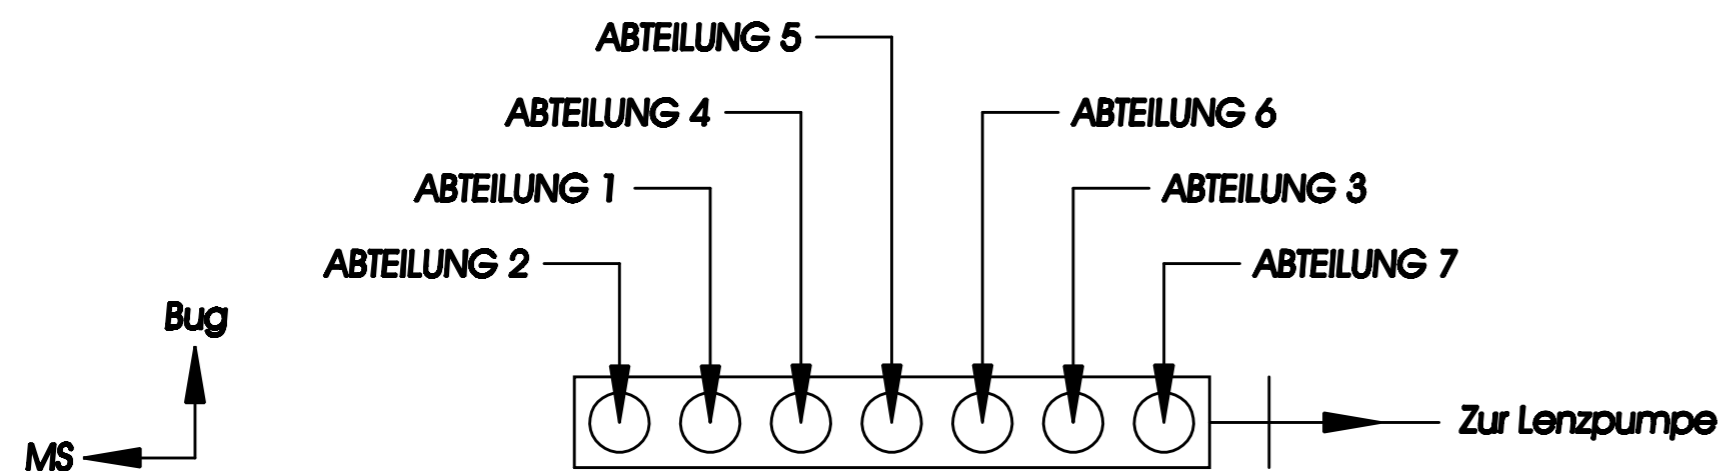 ABTEILUNG 5
ABTEILUNG 4
ABTEILUNG 6
ABTEILUNG 1
ABTEILUNG 3
ABTEILUNG 2
ABTEILUNG 7
Bug
MS
Zur Lenzpumpe